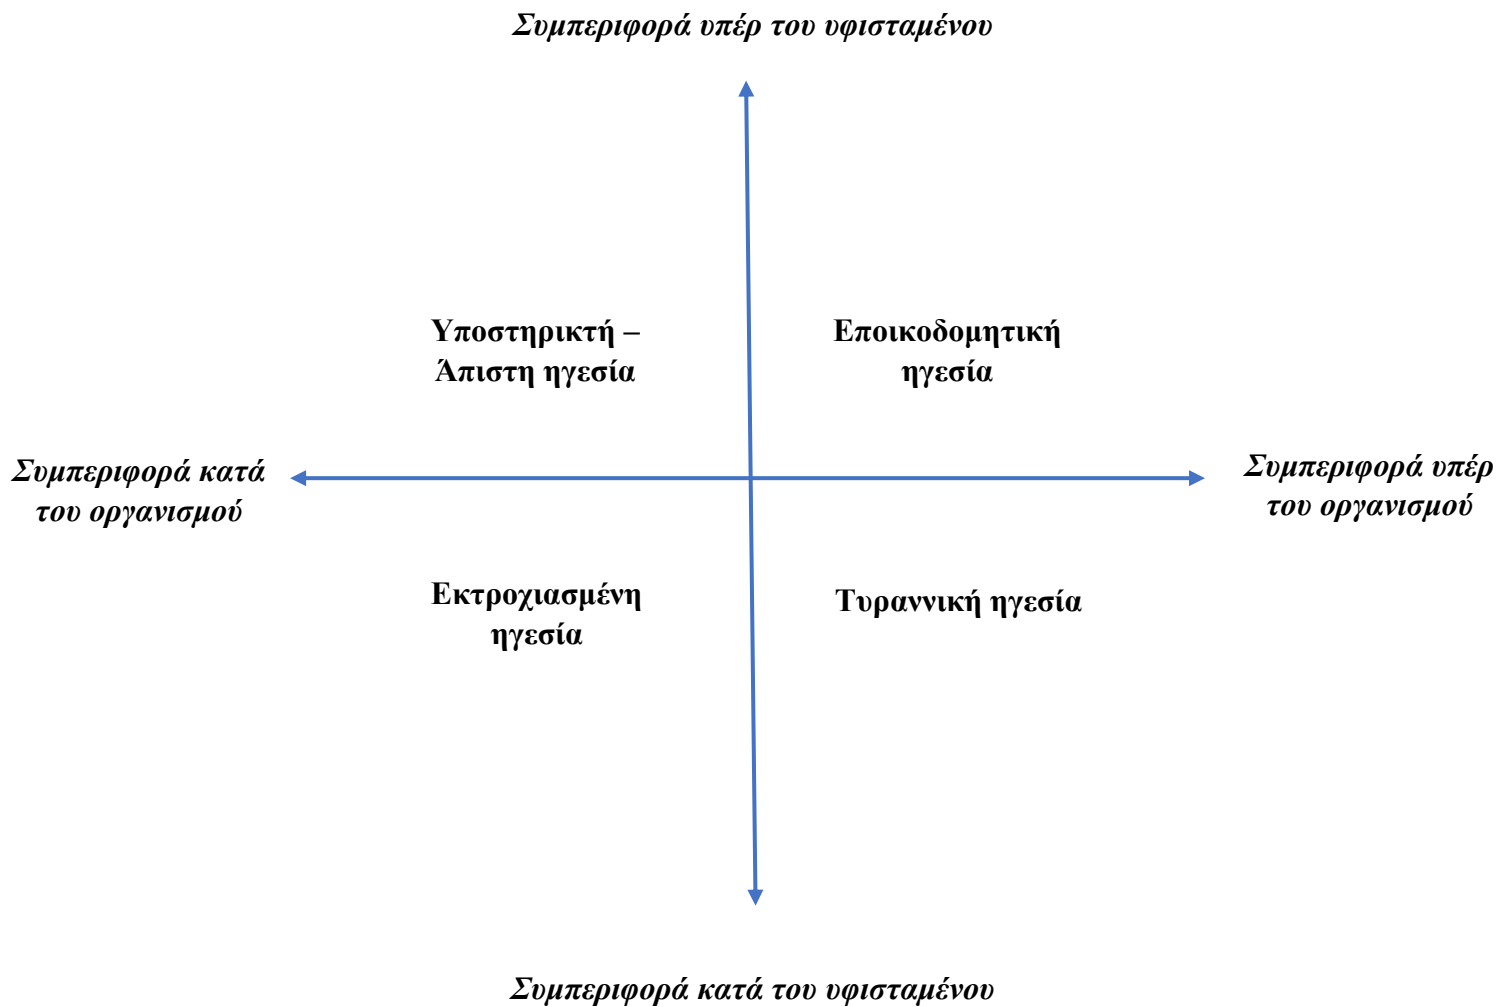 Συμπεριφορά υπέρ του υφισταμένου
Υποστηρικτή –
Άπιστη ηγεσία
Εποικοδομητική
ηγεσία
Συμπεριφορά κατά
του οργανισμού
Συμπεριφορά υπέρ
του οργανισμού
Εκτροχιασμένη
ηγεσία
Τυραννική ηγεσία
Συμπεριφορά κατά του υφισταμένου